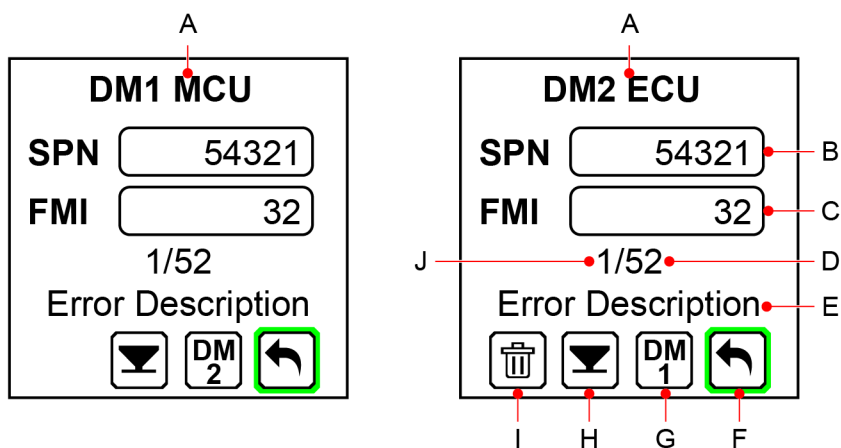 A
DM1 MCU
SPN 54321
FMI 32
1/52
Error Description
DM
2
A
DM2 ECU
SPN 54321 B
FMI 32 C
J 1/52 D
Error Description E
DM
1
I H G F